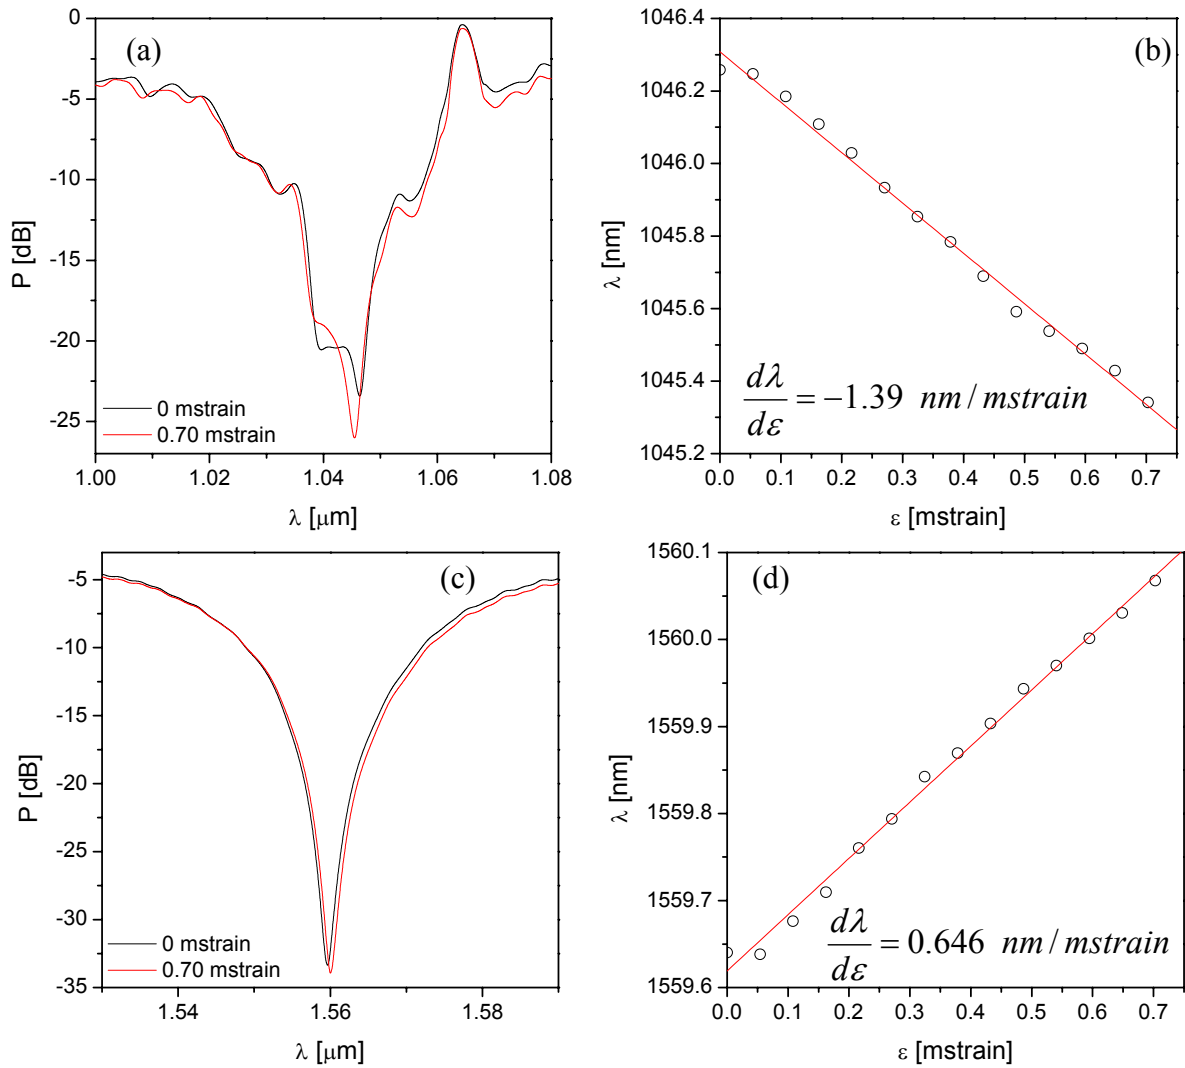 (a)
0
-5
-10
-15
-20
-25
P [dB]
0 mstrain
0.70 mstrain
1.00 1.02 1.04 1.06 1.08
λ [μm]
(b)
1046.4
1046.2
1046.0
1045.8
1045.6
1045.4
1045.2
λ [nm]
dλ/dε = −1.39 nm / mstrain
0.0 0.1 0.2 0.3 0.4 0.5 0.6 0.7
ε [mstrain]
(c)
-5
-10
-15
-20
-25
-30
-35
P [dB]
0 mstrain
0.70 mstrain
1.54 1.56 1.58
λ [μm]
(d)
1560.1
1560.0
1559.9
1559.8
1559.7
1559.6
λ [nm]
dλ/dε = 0.646 nm / mstrain
0.0 0.1 0.2 0.3 0.4 0.5 0.6 0.7
ε [mstrain]